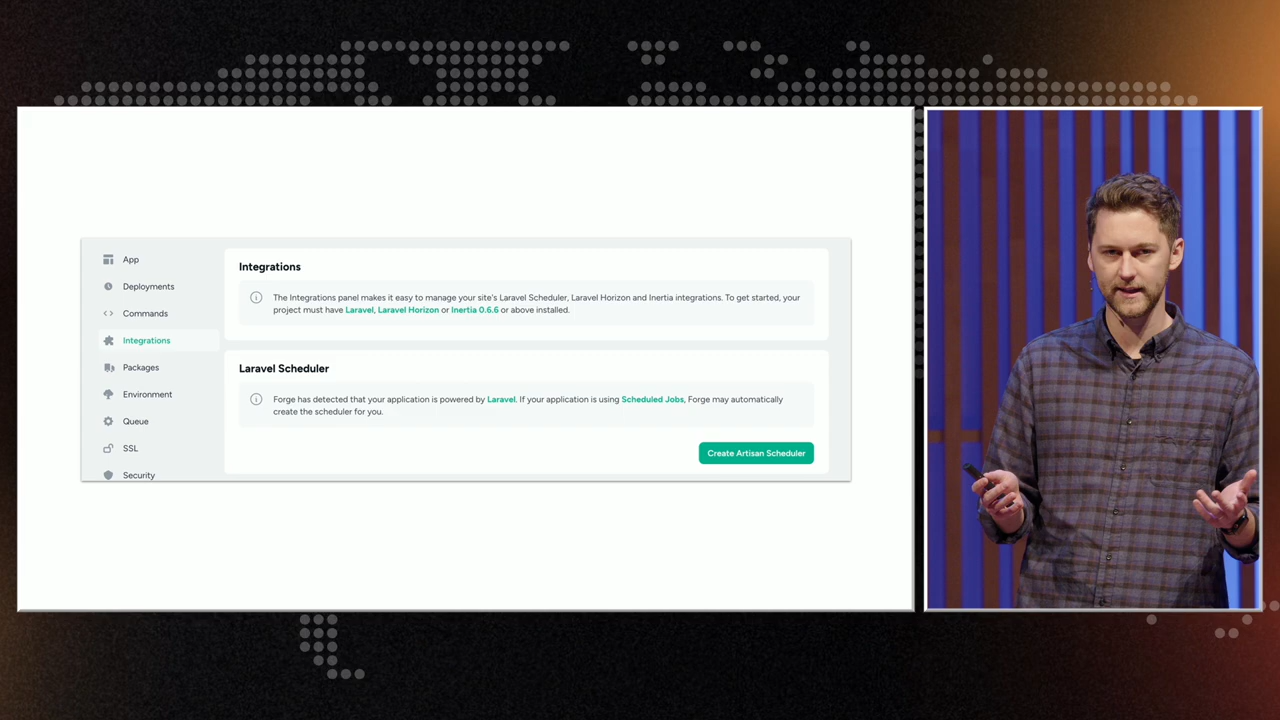 App
Deployments
Commands
Integrations
Packages
Environment
Queue
SSL
Security
Integrations
The Integrations panel makes it easy to manage your site's Laravel Scheduler, Laravel Horizon and Inertia integrations. To get started, your
project must have Laravel, Laravel Horizon or Inertia 0.6.6 or above installed.
Laravel Scheduler
Forge has detected that your application is powered by Laravel. If your application is using Scheduled Jobs, Forge may automatically
create the scheduler for you.
Create Artisan Scheduler